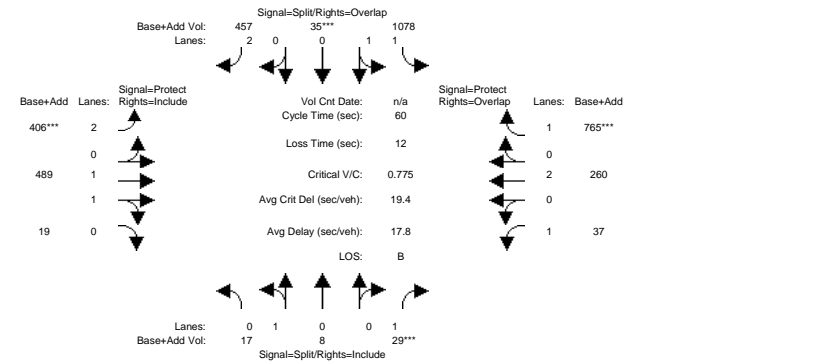 Signal=Split/Rights=Overlap
Base+Add Vol: 457 35*** 1078
Lanes: 2 0 0 1 1
Signal=Protect Signal=Protect
Base+Add Lanes: Rights=Include Vol Cnt Date: n/a Rights=Overlap Lanes: Base+Add
Cycle Time (sec): 60
406*** 2 1 765***
Loss Time (sec): 12
0 0
489 1 Critical V/C: 0.775 2 260
1 Avg Crit Del (sec/veh): 19.4 0
19 0 Avg Delay (sec/veh): 17.8 1 37
LOS: B
Lanes: 0 1 0 0 1
Base+Add Vol: 17 8 29***
Signal=Split/Rights=Include